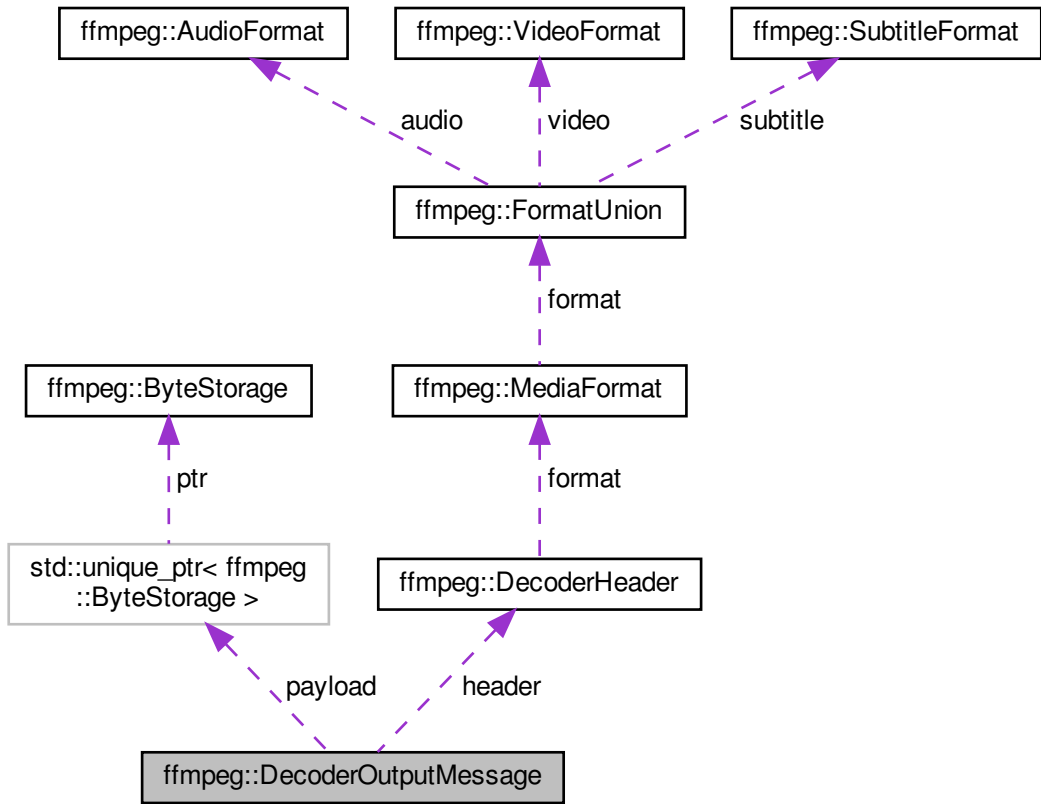 ffmpeg::AudioFormat
ffmpeg::VideoFormat
ffmpeg::SubtitleFormat
audio
video
subtitle
ffmpeg::FormatUnion
format
ffmpeg::ByteStorage
ffmpeg::MediaFormat
ptr
format
std::unique_ptr< ffmpeg
::ByteStorage >
ffmpeg::DecoderHeader
payload
header
ffmpeg::DecoderOutputMessage